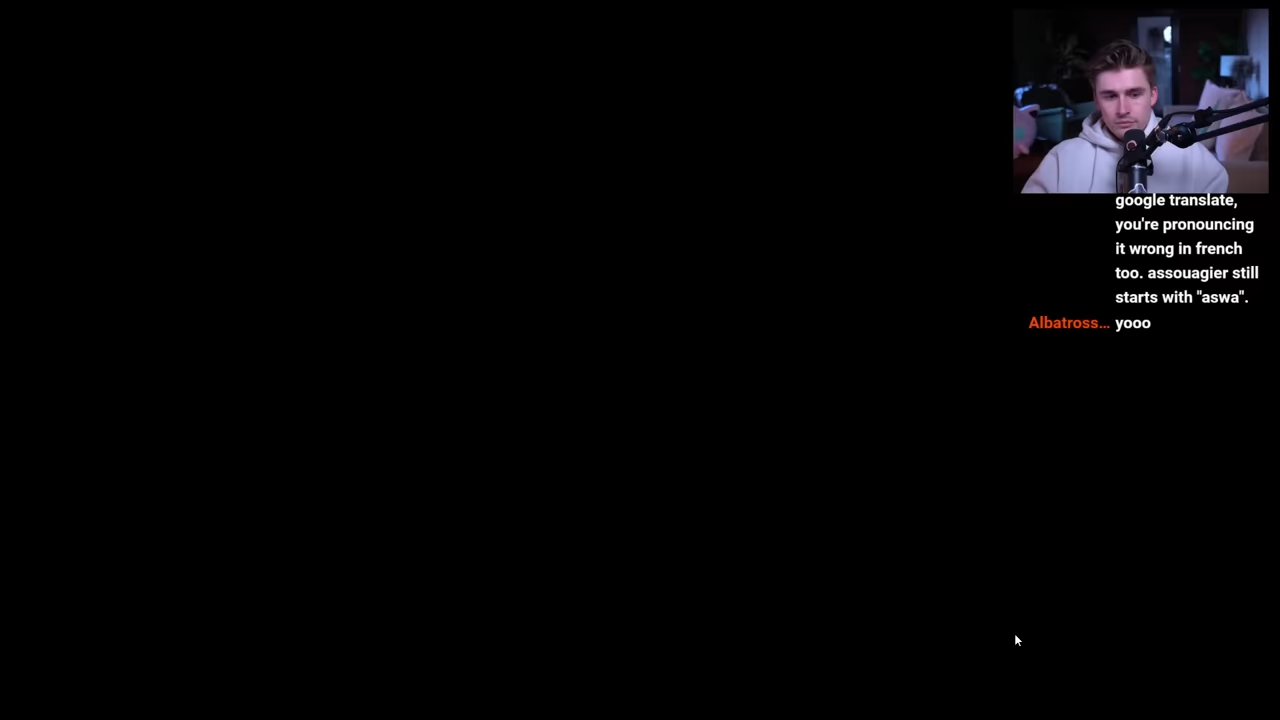 google translate,
you're pronouncing
it wrong in french
too. assouagier still
starts with "aswa".
Albatross… yooo